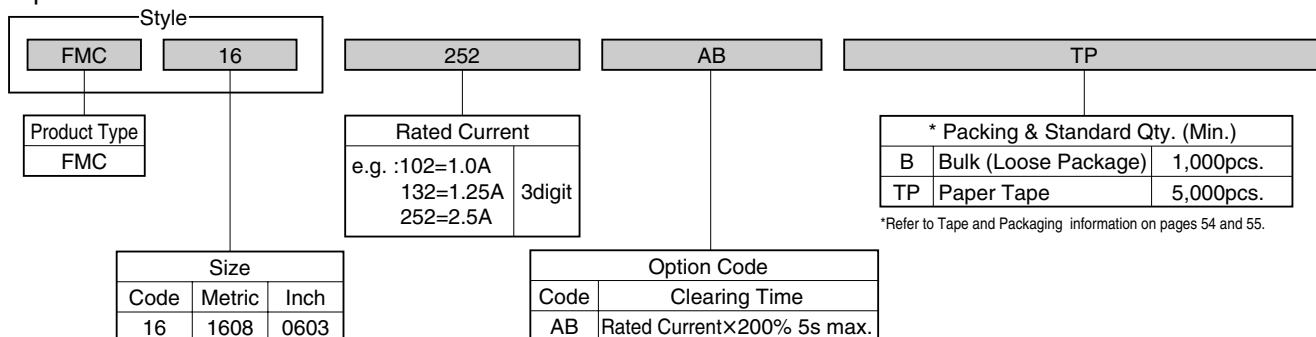 Style
FMC 16 252 AB TP
Product Type
FMC
Rated Current
e.g. :102=1.0A
132=1.25A
252=2.5A
3digit
* Packing & Standard Qty. (Min.)
B Bulk (Loose Package) 1,000pcs.
TP Paper Tape 5,000pcs.
*Refer to Tape and Packaging information on pages 54 and 55.
Size
Code Metric Inch
16 1608 0603
Option Code
Code Clearing Time
AB Rated Current×200% 5s max.